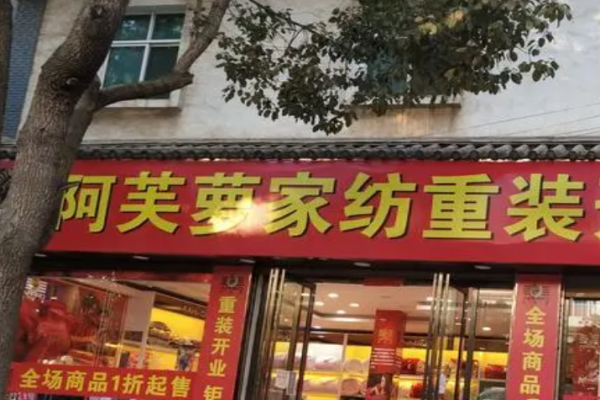 阿芙萝家纺重装
重装开业 钜
全场商品
全场商品1折起售